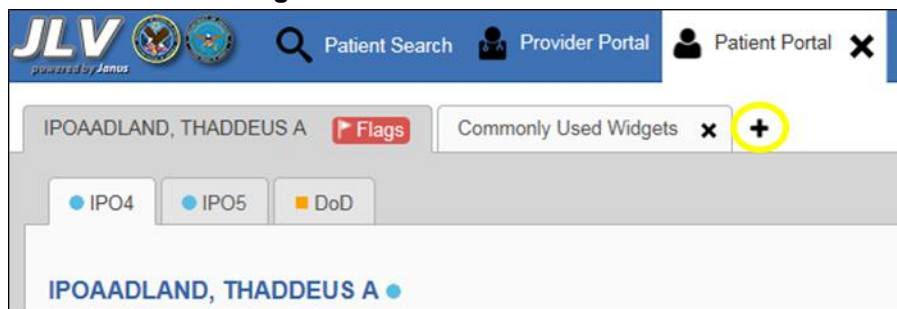 JLV Patient Search Provider Portal Patient Portal
powered by Janus
IPOAADLAND, THADDEUS A Flags Commonly Used Widgets
IPO4 IPO5 DoD
IPOAADLAND, THADDEUS A